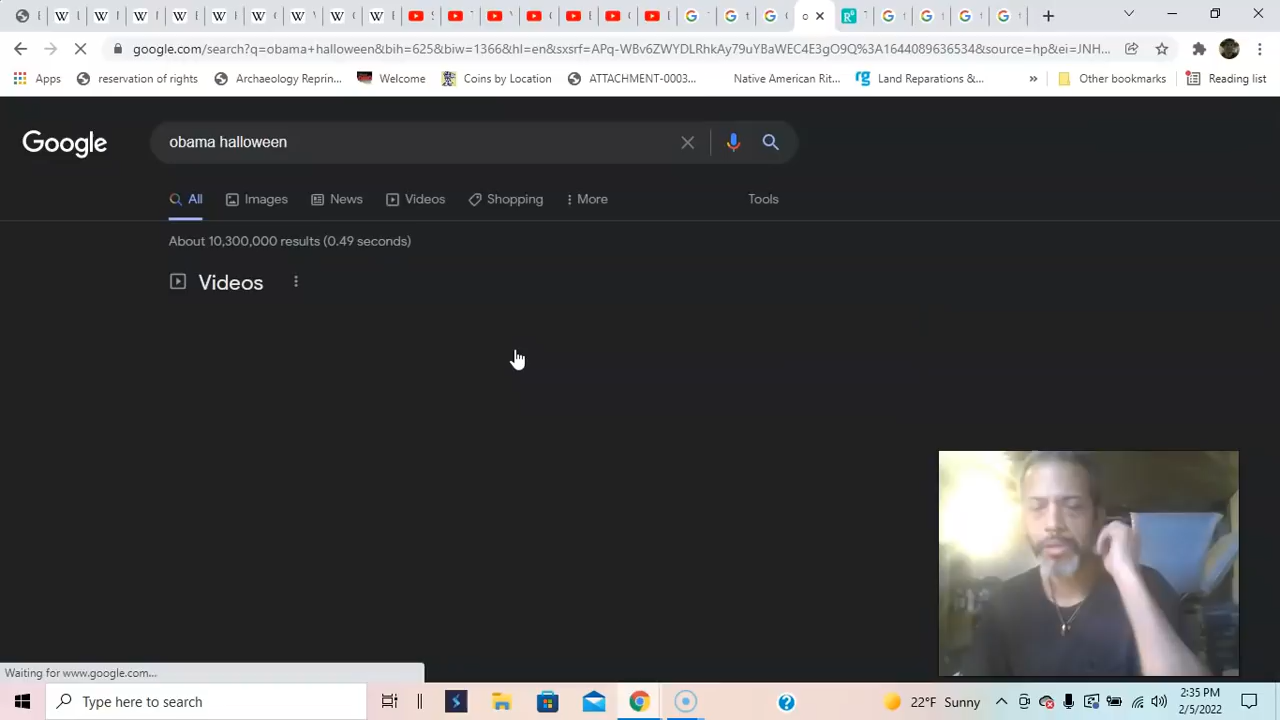 google.com/search?q=obama+halloween&bih=625&biw=1366&hl=en&sxsrf=APq-WBv6ZWYDLRhkAy79uYBaWEC4E3gO9Q%3A1644089636534&source=hp&ei=JNH...
Apps reservation of rights Archaeology Reprin... Welcome Coins by Location ATTACHMENT-0003... Native American Rit... Land Reparations &... » Other bookmarks Reading list
Google obama halloween
All Images News Videos Shopping More Tools
About 10,300,000 results (0.49 seconds)
Videos
Waiting for www.google.com...
Type here to search
22°F Sunny
2:35 PM
2/5/2022